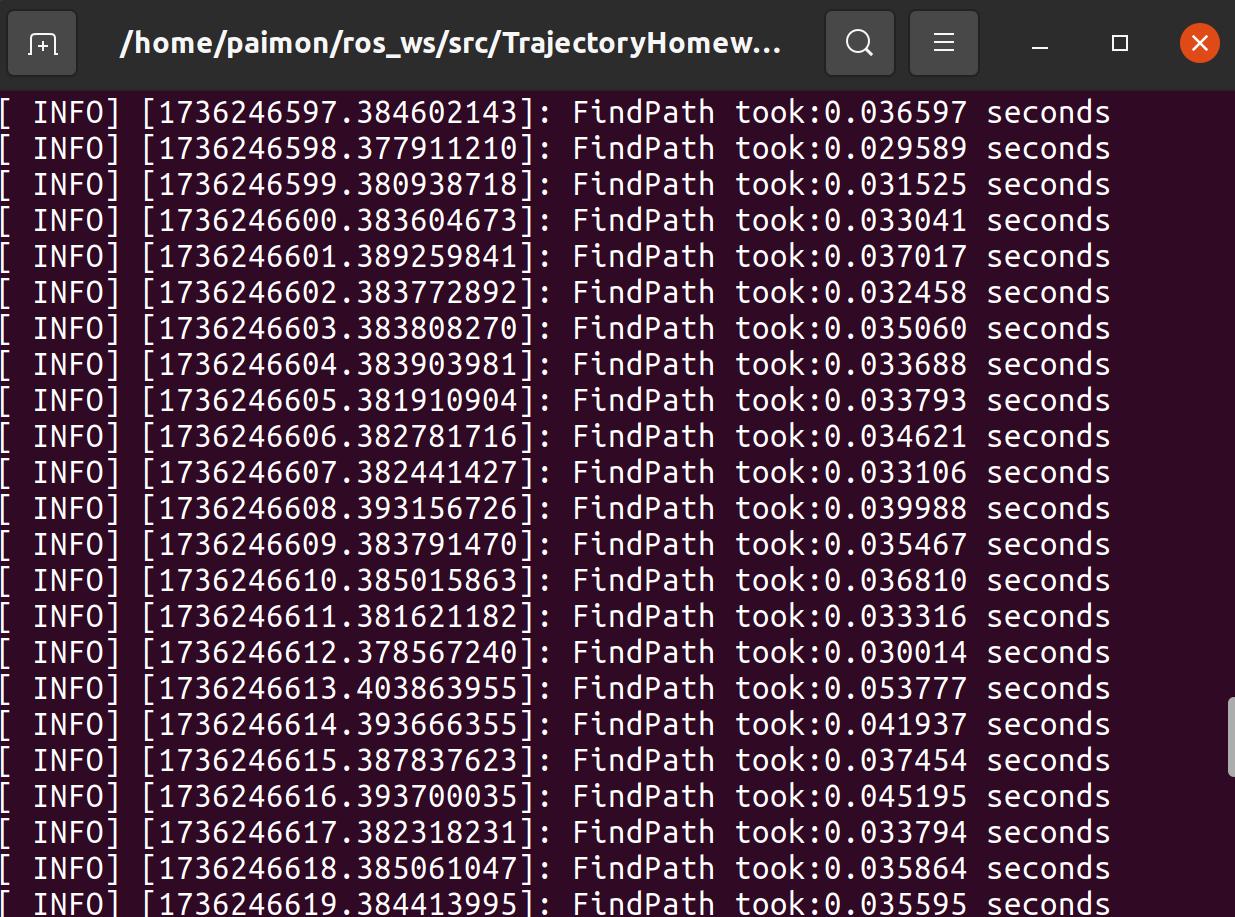 /home/paimon/ros_ws/src/TrajectoryHomew...
[ INFO] [1736246597.384602143]: FindPath took:0.036597 seconds
[ INFO] [1736246598.377911210]: FindPath took:0.029589 seconds
[ INFO] [1736246599.380938718]: FindPath took:0.031525 seconds
[ INFO] [1736246600.383604673]: FindPath took:0.033041 seconds
[ INFO] [1736246601.389259841]: FindPath took:0.037017 seconds
[ INFO] [1736246602.383772892]: FindPath took:0.032458 seconds
[ INFO] [1736246603.383808270]: FindPath took:0.035060 seconds
[ INFO] [1736246604.383903981]: FindPath took:0.033688 seconds
[ INFO] [1736246605.381910904]: FindPath took:0.033793 seconds
[ INFO] [1736246606.382781716]: FindPath took:0.034621 seconds
[ INFO] [1736246607.382441427]: FindPath took:0.033106 seconds
[ INFO] [1736246608.393156726]: FindPath took:0.039988 seconds
[ INFO] [1736246609.383791470]: FindPath took:0.035467 seconds
[ INFO] [1736246610.385015863]: FindPath took:0.036810 seconds
[ INFO] [1736246611.381621182]: FindPath took:0.033316 seconds
[ INFO] [1736246612.378567240]: FindPath took:0.030014 seconds
[ INFO] [1736246613.403863955]: FindPath took:0.053777 seconds
[ INFO] [1736246614.393666355]: FindPath took:0.041937 seconds
[ INFO] [1736246615.387837623]: FindPath took:0.037454 seconds
[ INFO] [1736246616.393700035]: FindPath took:0.045195 seconds
[ INFO] [1736246617.382318231]: FindPath took:0.033794 seconds
[ INFO] [1736246618.385061047]: FindPath took:0.035864 seconds
[ INFO] [1736246619.384413995]: FindPath took:0.035595 seconds